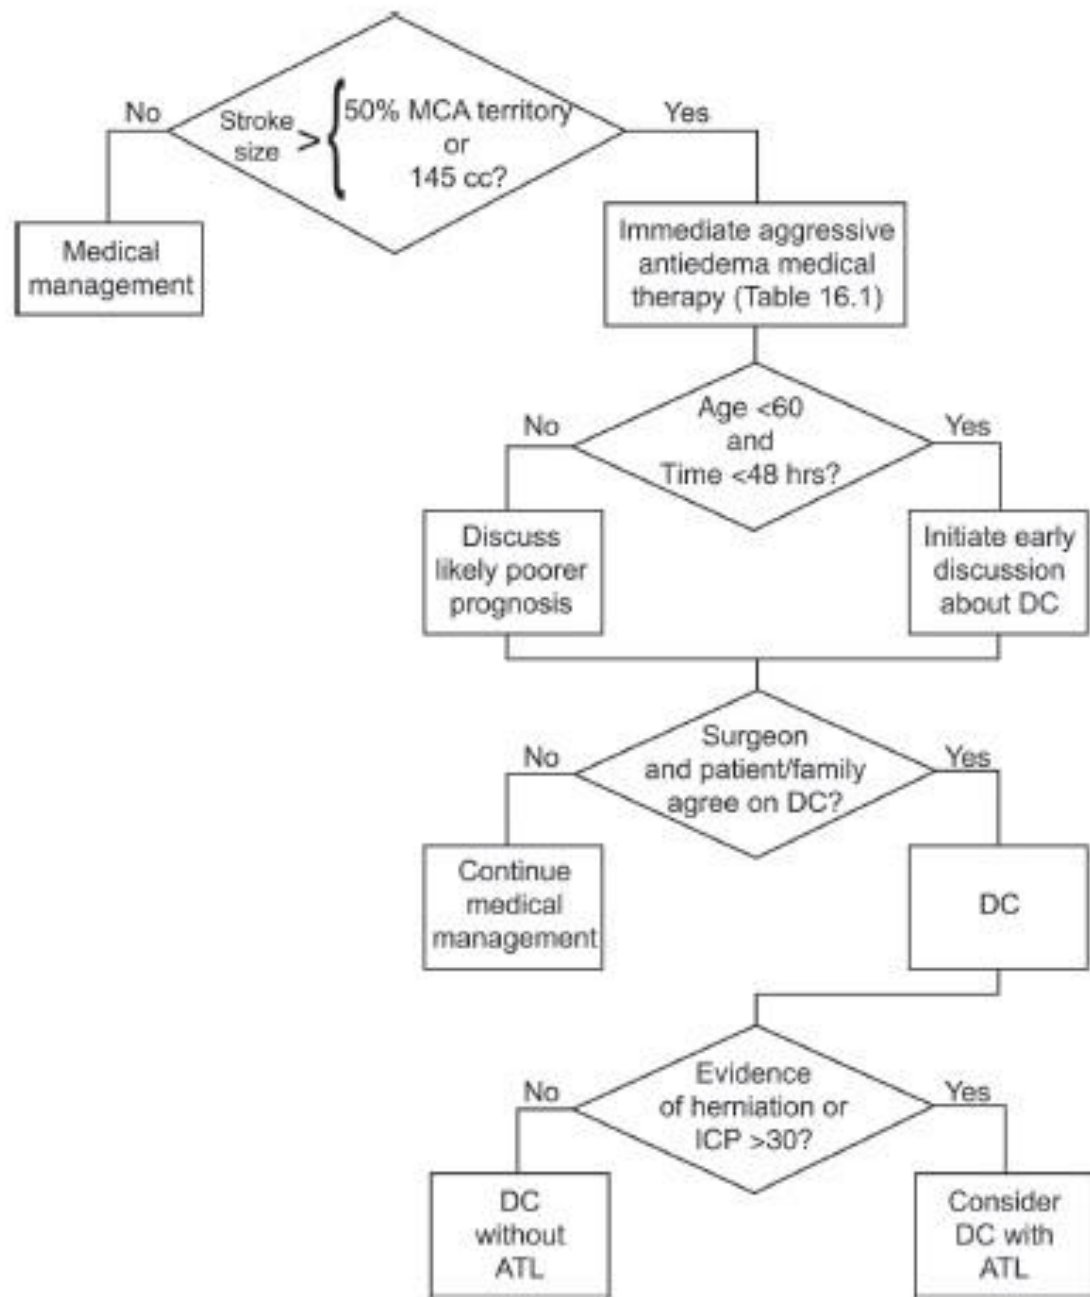 No
Stroke
size
>
50% MCA territory
or
145 cc?
Yes
Medical
management
Immediate aggressive
antiedema medical
therapy (Table 16.1)
No
Age <60
and
Time <48 hrs?
Yes
Discuss
likely poorer
prognosis
Initiate early
discussion
about DC
No
Surgeon
and patient/family
agree on DC?
Yes
Continue
medical
management
DC
No
Evidence
of herniation or
ICP >30?
Yes
DC
without
ATL
Consider
DC with
ATL